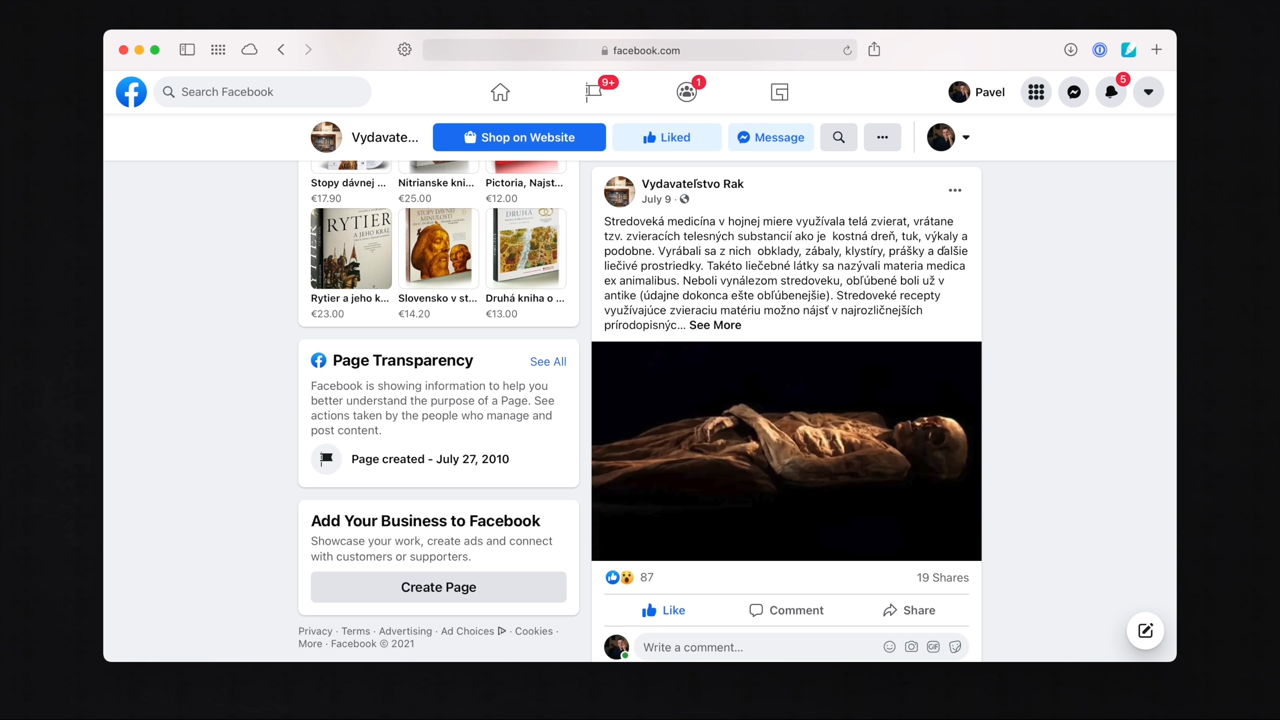 facebook.com
Search Facebook
9+
1
Pavel
5
Vydavate...
Shop on Website
Liked
Message
Stopy dávnej ...
Nitrianske kni...
Pictoria, Najst...
€17.90
€25.00
€12.00
RYTIER
A JEHO KRÁĽ
STOPY DÁVNEJ
MINULOSTI
DRUHÁ
Rytier a jeho k...
Slovensko v st...
Druhá kniha o ...
€23.00
€14.20
€13.00
Page Transparency
See All
Facebook is showing information to help you
better understand the purpose of a Page. See
actions taken by the people who manage and
post content.
Page created - July 27, 2010
Add Your Business to Facebook
Showcase your work, create ads and connect
with customers or supporters.
Create Page
Privacy · Terms · Advertising · Ad Choices · Cookies ·
More · Facebook © 2021
Vydavateľstvo Rak
July 9 ·
Stredoveká medicína v hojnej miere využívala telá zvierat, vrátane
tzv. zvieracích telesných substancií ako je kostná dreň, tuk, výkaly a
podobne. Vyrábali sa z nich obklady, zábaly, klystíry, prášky a ďalšie
liečivé prostriedky. Takéto liečebné látky sa nazývali materia medica
ex animalibus. Neboli vynálezom stredoveku, obľúbené boli už v
antike (údajne dokonca ešte obľúbenejšie). Stredoveké recepty
využívajúce zvieraciu matériu možno nájsť v najrozličnejších
prírodopisnýc... See More
87
19 Shares
Like
Comment
Share
Write a comment...
GIF